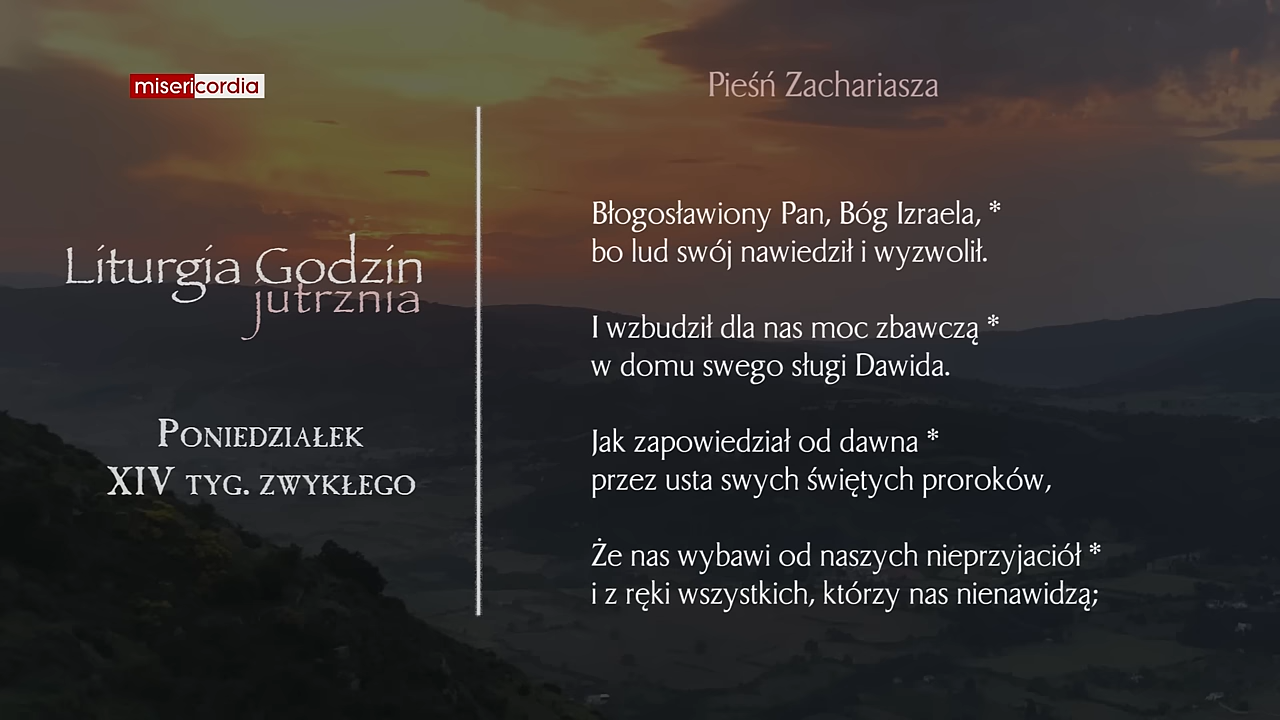 misericordia
Liturgia Godzin
jutrznia
Poniedziałek
XIV tyg. zwykłego
Pieśń Zachariasza
Błogosławiony Pan, Bóg Izraela, *
bo lud swój nawiedził i wyzwolił.
I wzbudził dla nas moc zbawczą *
w domu swego sługi Dawida.
Jak zapowiedział od dawna *
przez usta swych świętych proroków,
Że nas wybawi od naszych nieprzyjaciół *
i z ręki wszystkich, którzy nas nienawidzą;